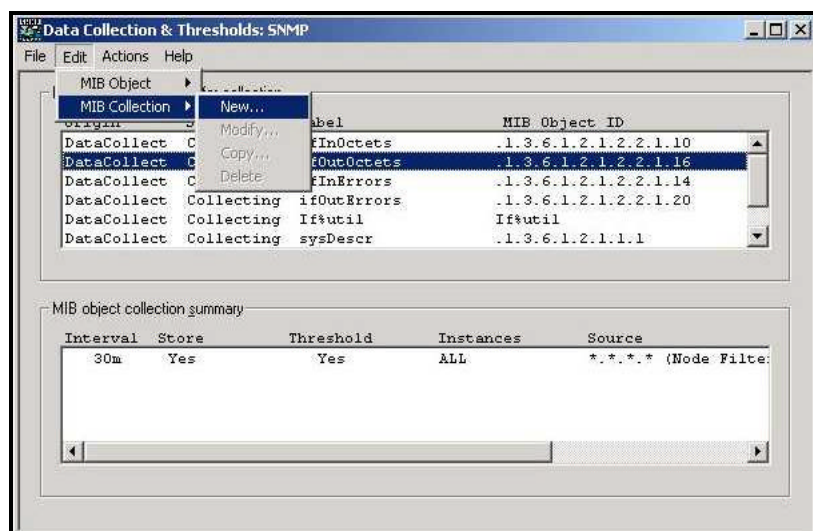 Data Collection & Thresholds: SNMP
File Edit Actions Help
MIB Object
MIB Collection
New...
Modify...
Copy...
Delete
Label MIB Object ID
DataCollect ifInOctets .1.3.6.1.2.1.2.2.1.10
DataCollect ifOutOctets .1.3.6.1.2.1.2.2.1.16
DataCollect ifInErrors .1.3.6.1.2.1.2.2.1.14
DataCollect Collecting ifOutErrors .1.3.6.1.2.1.2.2.1.20
DataCollect Collecting If%util If%util
DataCollect Collecting sysDescr .1.3.6.1.2.1.1.1
MIB object collection summary
Interval Store Threshold Instances Source
30m Yes Yes ALL *.*.*.* (Node Filte: